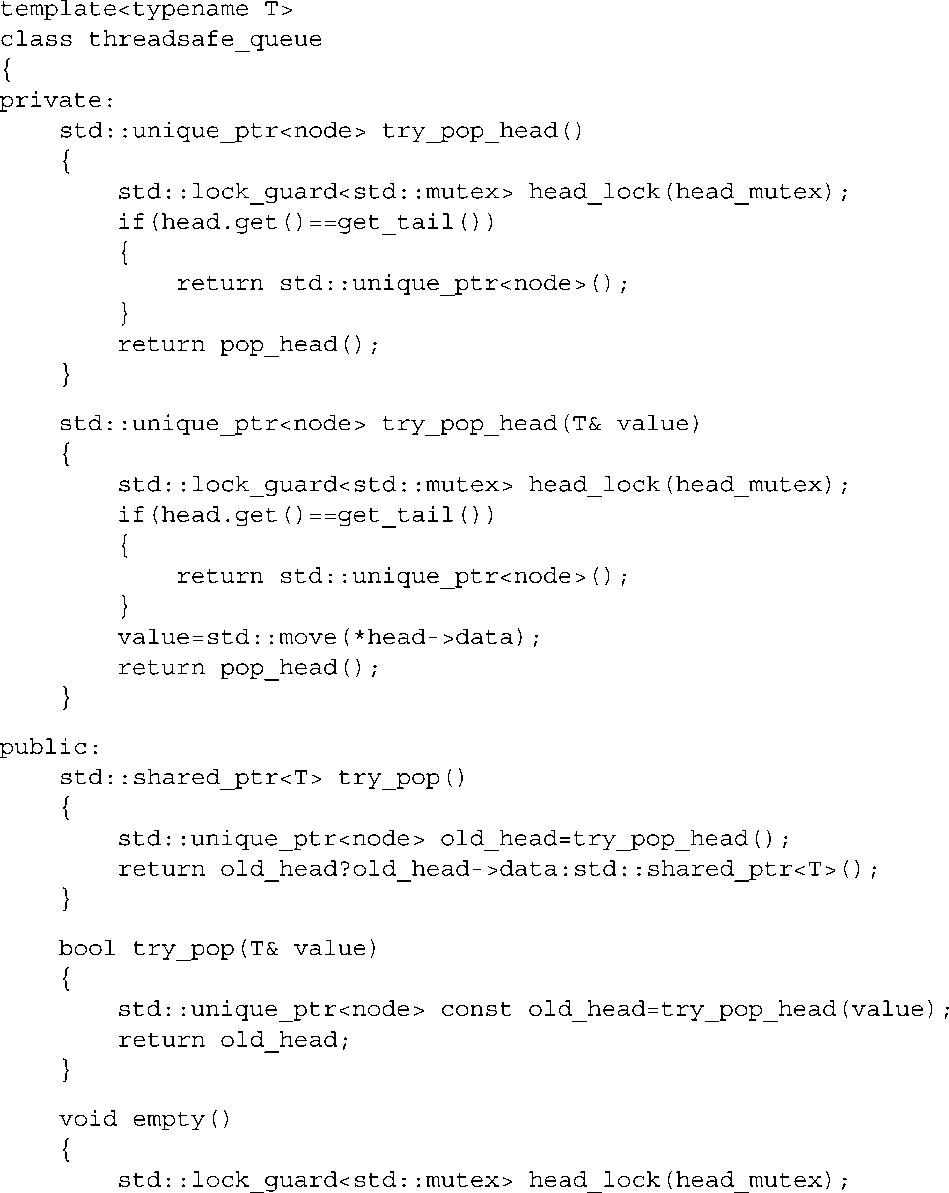 template<typename T>
class threadsafe_queue
{
private:
    std::unique_ptr<node> try_pop_head()
    {
        std::lock_guard<std::mutex> head_lock(head_mutex);
        if(head.get()==get_tail())
        {
            return std::unique_ptr<node>();
        }
        return pop_head();
    }
    std::unique_ptr<node> try_pop_head(T& value)
    {
        std::lock_guard<std::mutex> head_lock(head_mutex);
        if(head.get()==get_tail())
        {
            return std::unique_ptr<node>();
        }
        value=std::move(*head->data);
        return pop_head();
    }
public:
    std::shared_ptr<T> try_pop()
    {
        std::unique_ptr<node> old_head=try_pop_head();
        return old_head?old_head->data:std::shared_ptr<T>();
    }
    bool try_pop(T& value)
    {
        std::unique_ptr<node> const old_head=try_pop_head(value);
        return old_head;
    }
    void empty()
    {
        std::lock_guard<std::mutex> head_lock(head_mutex);